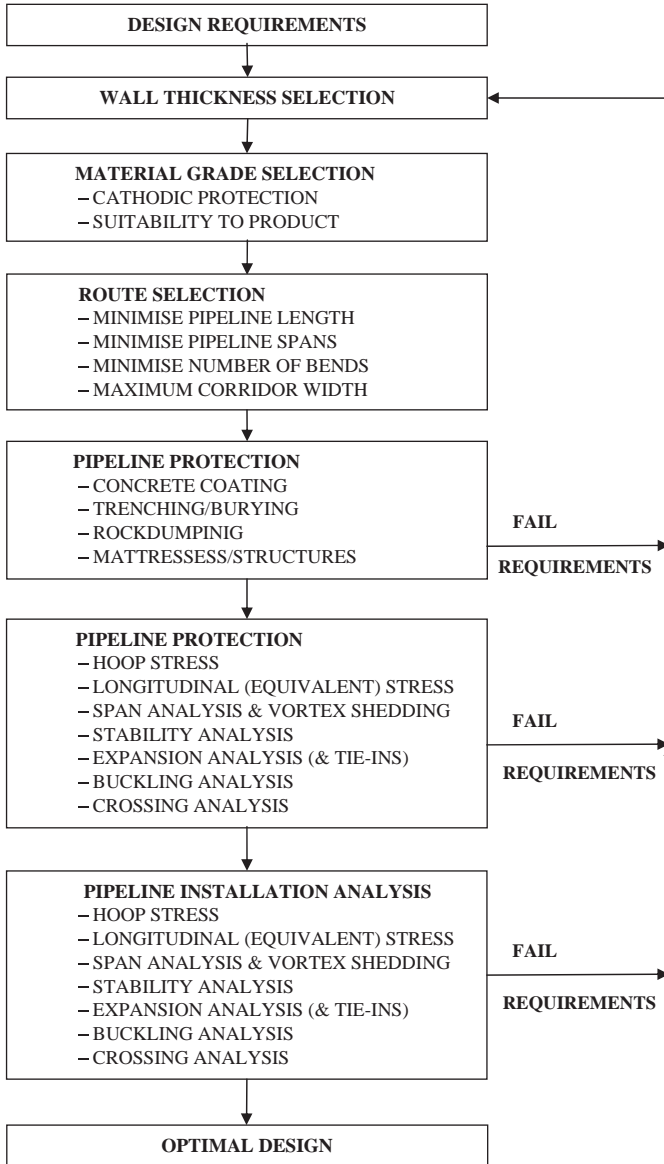 DESIGN REQUIREMENTS
WALL THICKNESS SELECTION
MATERIAL GRADE SELECTION
– CATHODIC PROTECTION
– SUITABILITY TO PRODUCT
ROUTE SELECTION
– MINIMISE PIPELINE LENGTH
– MINIMISE PIPELINE SPANS
– MINIMISE NUMBER OF BENDS
– MAXIMUM CORRIDOR WIDTH
PIPELINE PROTECTION
– CONCRETE COATING
– TRENCHING/BURYING
– ROCKDUMPINIG
– MATTRESSESS/STRUCTURES
FAIL
REQUIREMENTS
PIPELINE PROTECTION
– HOOP STRESS
– LONGITUDINAL (EQUIVALENT) STRESS
– SPAN ANALYSIS & VORTEX SHEDDING
– STABILITY ANALYSIS
– EXPANSION ANALYSIS (& TIE-INS)
– BUCKLING ANALYSIS
– CROSSING ANALYSIS
FAIL
REQUIREMENTS
PIPELINE INSTALLATION ANALYSIS
– HOOP STRESS
– LONGITUDINAL (EQUIVALENT) STRESS
– SPAN ANALYSIS & VORTEX SHEDDING
– STABILITY ANALYSIS
– EXPANSION ANALYSIS (& TIE-INS)
– BUCKLING ANALYSIS
– CROSSING ANALYSIS
FAIL
REQUIREMENTS
OPTIMAL DESIGN